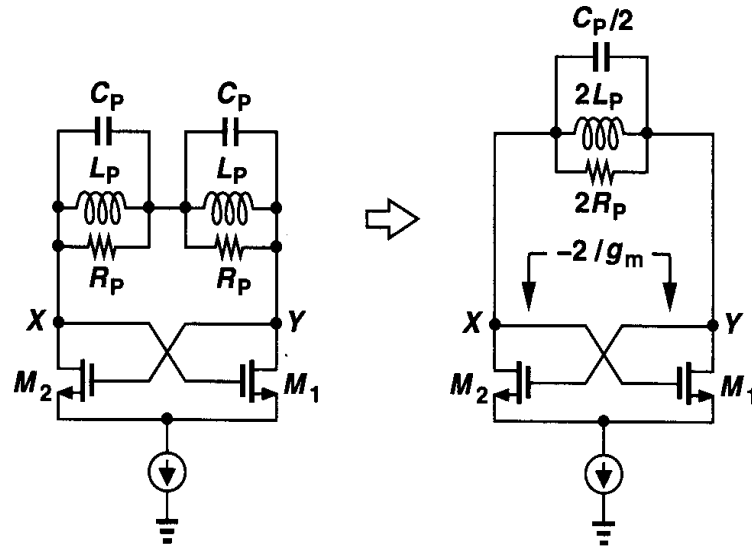 C_P C_P
L_P L_P
R_P R_P
X Y
M_2 M_1
C_P/2
2L_P
2R_P
-2/g_m
X Y
M_2 M_1